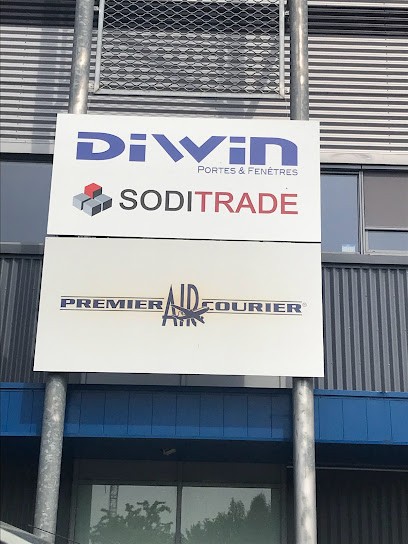 DiWin
PORTES & FENÊTRES
SODITRADE
PREMIER AIR COURIER®